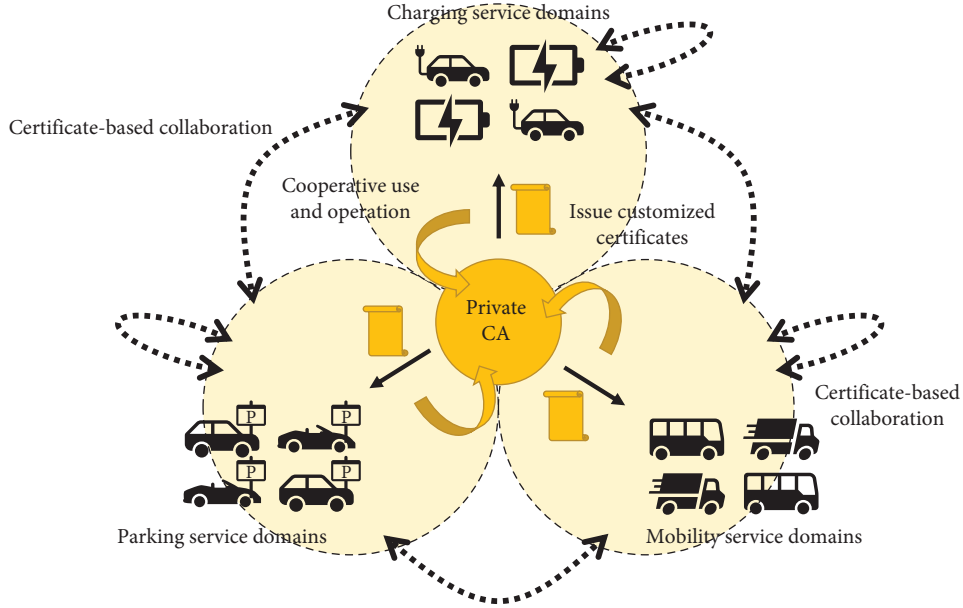 Charging service domains
Certificate-based collaboration
Cooperative use
and operation
Issue customized
certificates
Private
CA
Certificate-based
collaboration
P
P
P
P
Parking service domains
Mobility service domains